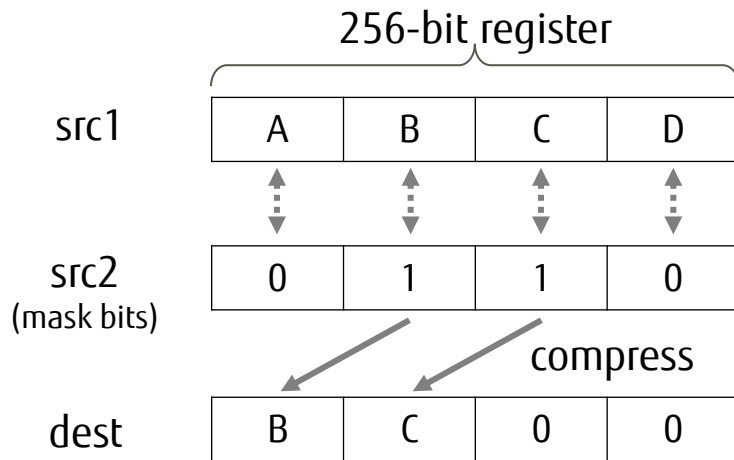 256-bit register
src1 A B C D
src2 0 1 1 0
(mask bits)
compress
dest B C 0 0